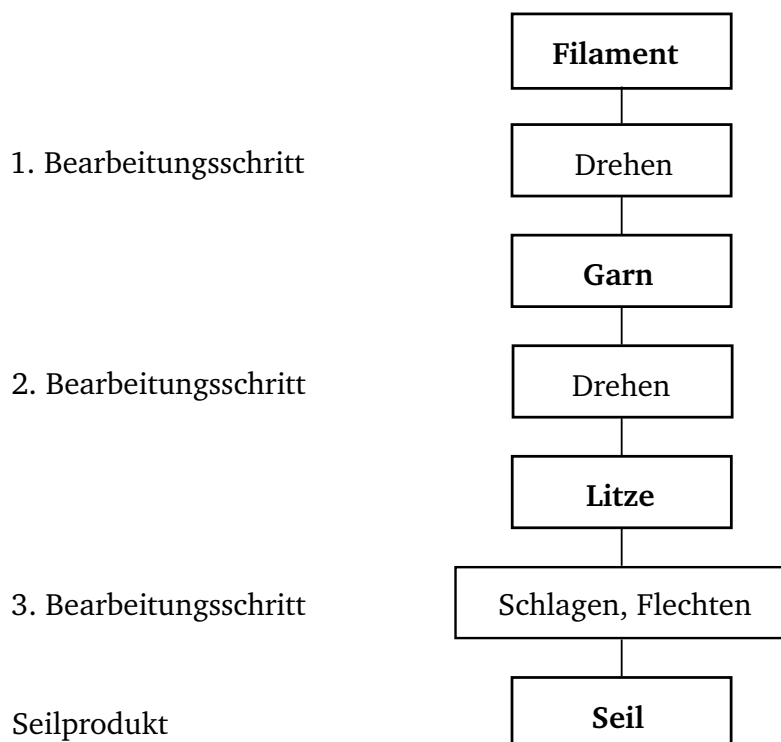 Filament
1. Bearbeitungsschritt Drehen
Garn
2. Bearbeitungsschritt Drehen
Litze
3. Bearbeitungsschritt Schlagen, Flechten
Seilprodukt Seil